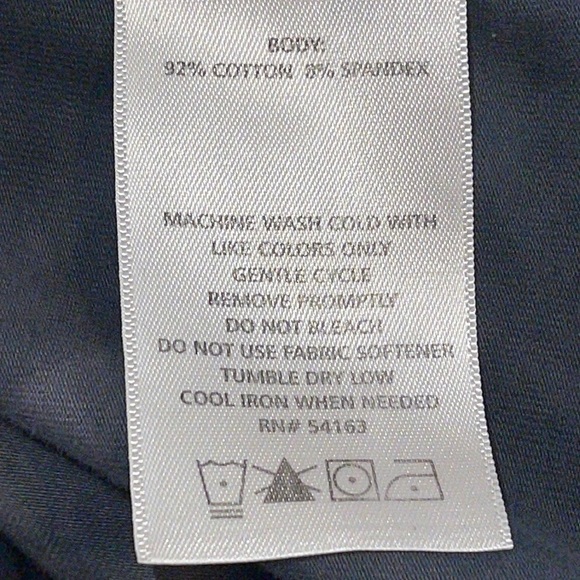 BODY:
92% COTTON 8% SPANDEX
MACHINE WASH COLD WITH
LIKE COLORS ONLY
GENTLE CYCLE
REMOVE PROMPTLY
DO NOT BLEACH
DO NOT USE FABRIC SOFTENER
TUMBLE DRY LOW
COOL IRON WHEN NEEDED
RN# 54163